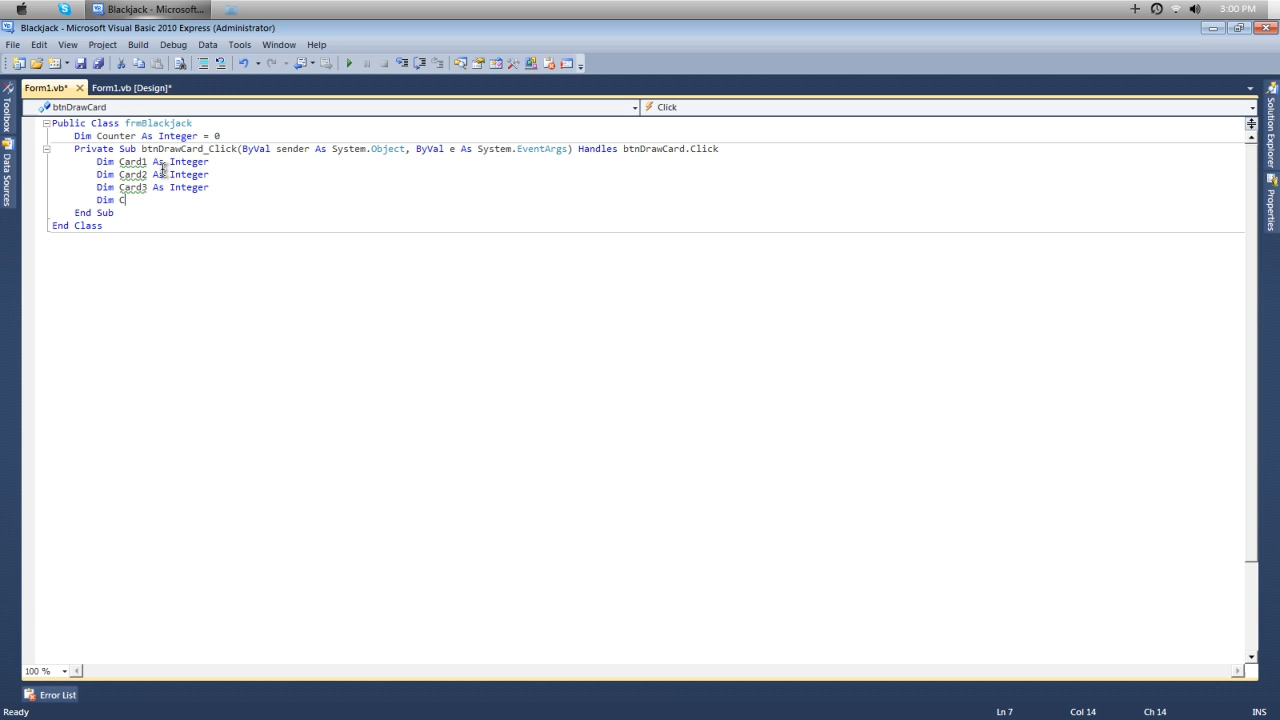 Blackjack - Microsoft...
3:00 PM
Blackjack - Microsoft Visual Basic 2010 Express (Administrator)
File Edit View Project Build Debug Data Tools Window Help
Form1.vb* Form1.vb [Design]*
btnDrawCard Click
Public Class frmBlackjack
Dim Counter As Integer = 0
Private Sub btnDrawCard_Click(ByVal sender As System.Object, ByVal e As System.EventArgs) Handles btnDrawCard.Click
Dim Card1 As Integer
Dim Card2 As Integer
Dim Card3 As Integer
Dim C
End Sub
End Class
Toolbox
Data Sources
Solution Explorer
Properties
100 %
Error List
Ready Ln 7 Col 14 Ch 14 INS